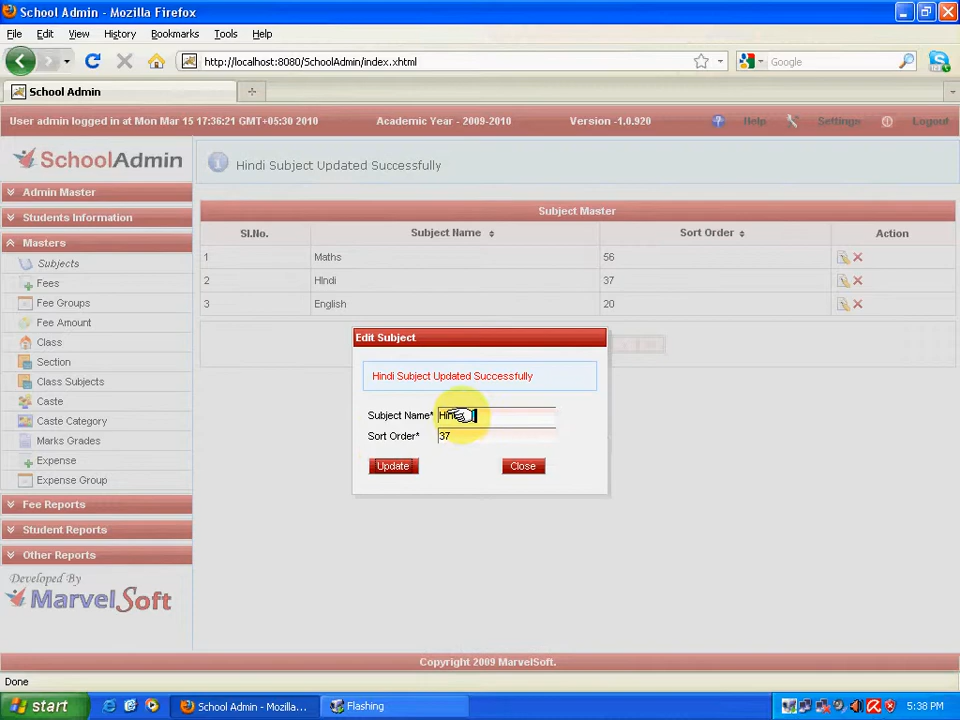 School Admin - Mozilla Firefox
File Edit View History Bookmarks Tools Help
http://localhost:8080/SchoolAdmin/index.xhtml
Google
School Admin
User admin logged in at Mon Mar 15 17:36:21 GMT+05:30 2010 Academic Year - 2009-2010 Version -1.0.920 Help Settings Logout
SchoolAdmin
Hindi Subject Updated Successfully
Admin Master
Students Information
Masters
Subjects
Fees
Fee Groups
Fee Amount
Class
Section
Class Subjects
Caste
Caste Category
Marks Grades
Expense
Expense Group
Fee Reports
Student Reports
Other Reports
Developed By
MarvelSoft
Subject Master
Sl.No. Subject Name Sort Order Action
1 Maths 56
2 HIndi 37
3 English 20
Edit Subject
Hindi Subject Updated Successfully
Subject Name*
Sort Order* 37
Update Close
Copyright 2009 MarvelSoft.
Done
start School Admin - Mozilla... Flashing 5:38 PM